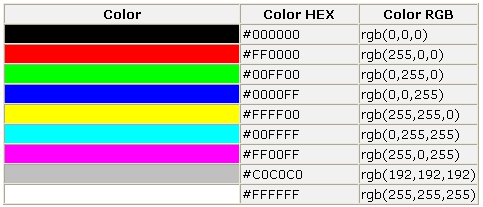 Color Color HEX Color RGB
#000000 rgb(0,0,0)
#FF0000 rgb(255,0,0)
#00FF00 rgb(0,255,0)
#0000FF rgb(0,0,255)
#FFFF00 rgb(255,255,0)
#00FFFF rgb(0,255,255)
#FF00FF rgb(255,0,255)
#C0C0C0 rgb(192,192,192)
#FFFFFF rgb(255,255,255)